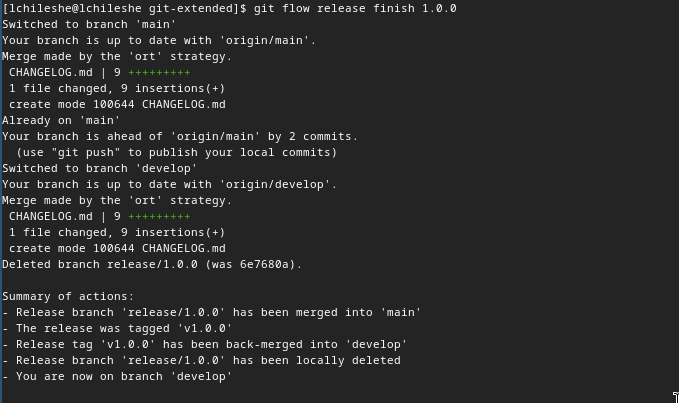 [lchileshe@lchileshe git-extended]$ git flow release finish 1.0.0
Switched to branch 'main'
Your branch is up to date with 'origin/main'.
Merge made by the 'ort' strategy.
 CHANGELOG.md | 9 +++++++++
 1 file changed, 9 insertions(+)
 create mode 100644 CHANGELOG.md
Already on 'main'
Your branch is ahead of 'origin/main' by 2 commits.
  (use "git push" to publish your local commits)
Switched to branch 'develop'
Your branch is up to date with 'origin/develop'.
Merge made by the 'ort' strategy.
 CHANGELOG.md | 9 +++++++++
 1 file changed, 9 insertions(+)
 create mode 100644 CHANGELOG.md
Deleted branch release/1.0.0 (was 6e7680a).

Summary of actions:
- Release branch 'release/1.0.0' has been merged into 'main'
- The release was tagged 'v1.0.0'
- Release tag 'v1.0.0' has been back-merged into 'develop'
- Release branch 'release/1.0.0' has been locally deleted
- You are now on branch 'develop'